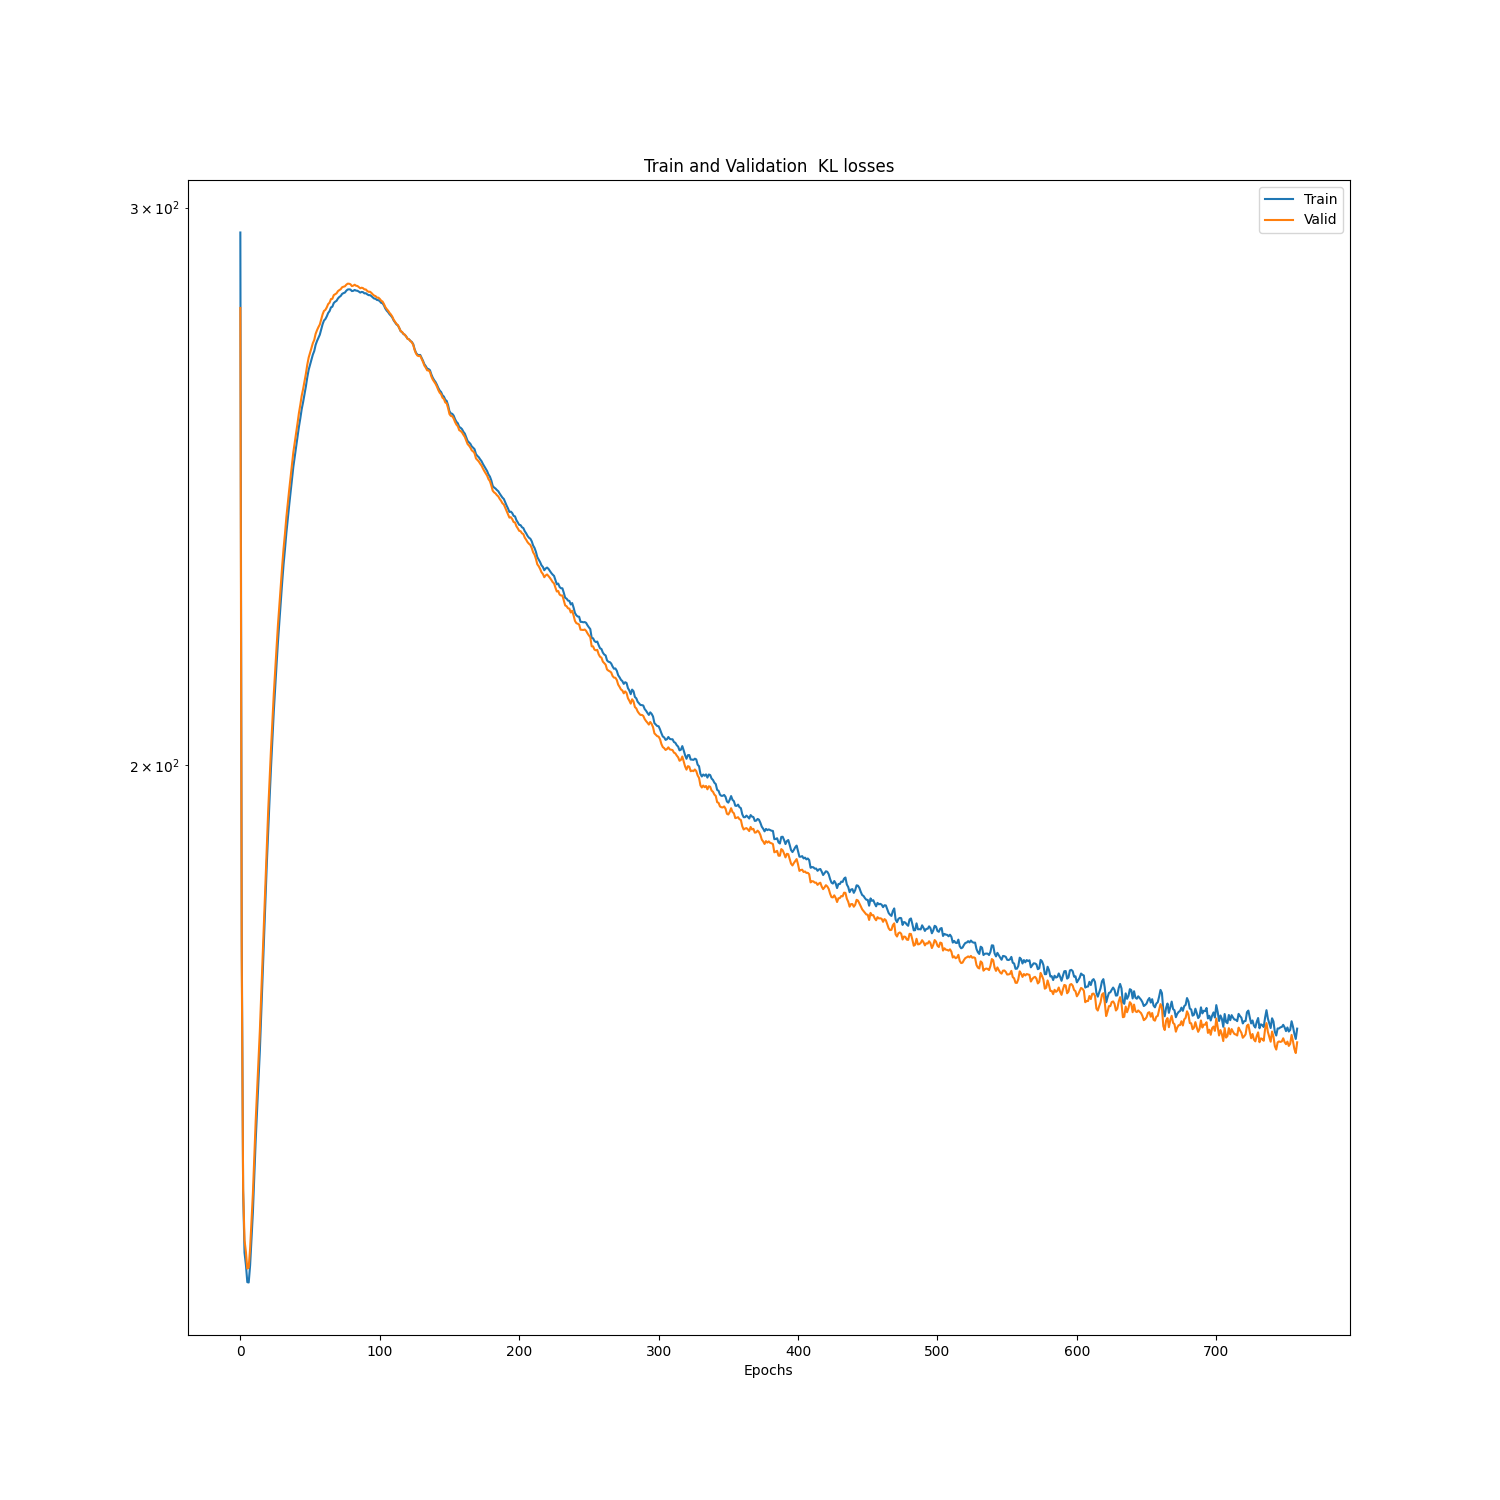 Train and Validation  KL losses
3 × 10²
2 × 10²
Train
Valid
0 100 200 300 400 500 600 700
Epochs